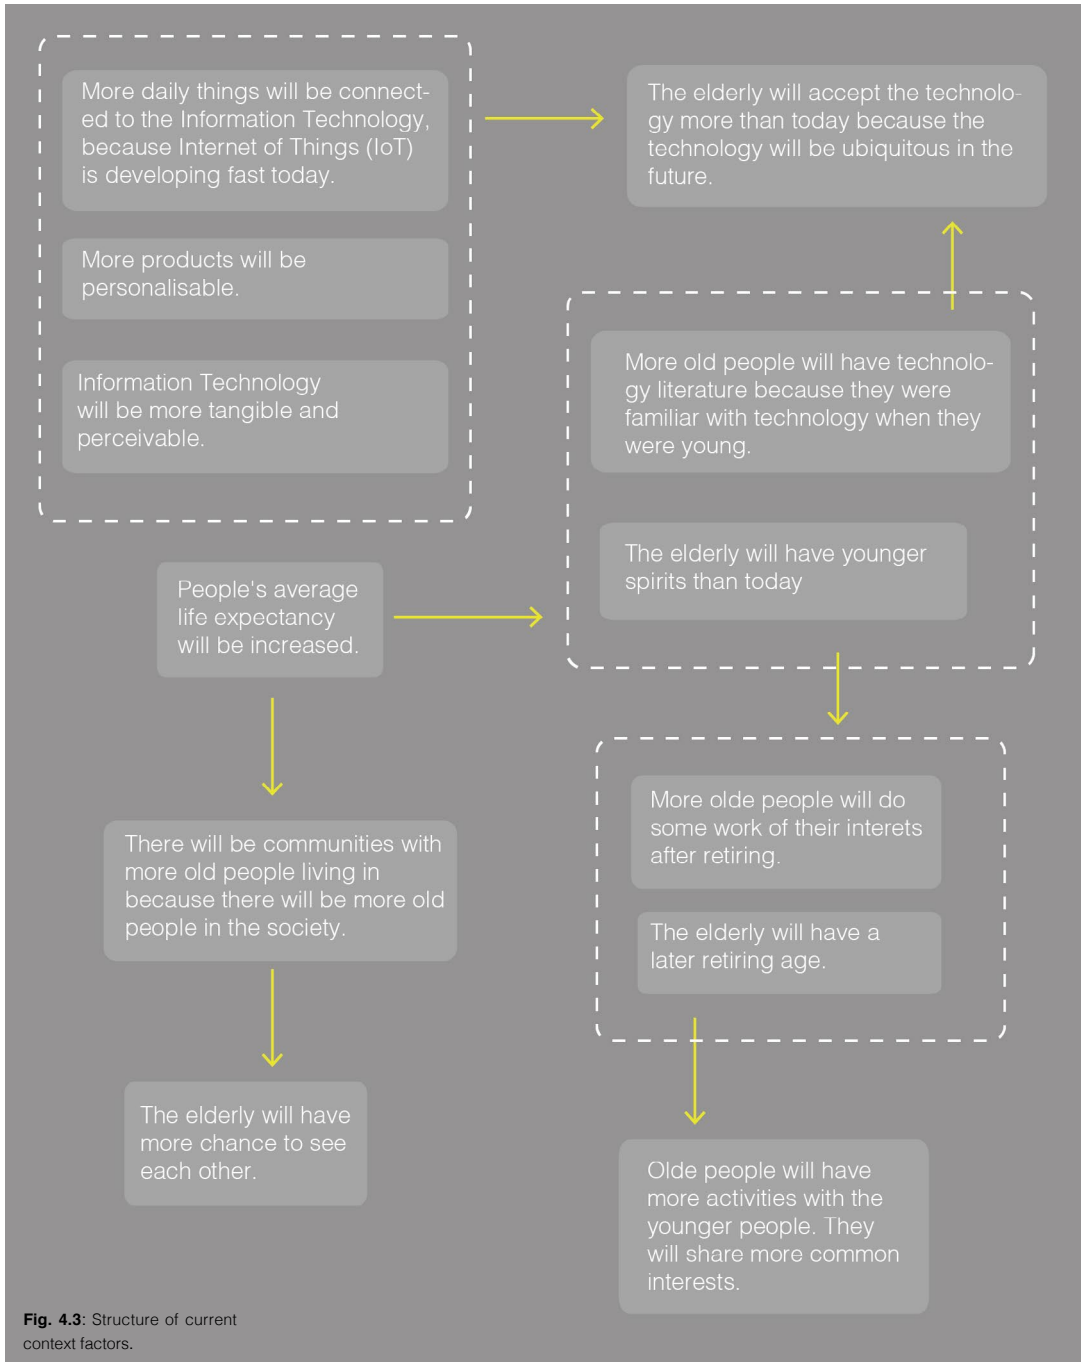 More daily things will be connect-
ed to the Information Technology,
because Internet of Things (IoT)
is developing fast today.
More products will be
personalisable.
Information Technology
will be more tangible and
perceivable.
The elderly will accept the technolo-
gy more than today because the
technology will be ubiquitous in the
future.
More old people will have technolo-
gy literature because they were
familiar with technology when they
were young.
The elderly will have younger
spirits than today
People's average
life expectancy
will be increased.
There will be communities with
more old people living in
because there will be more old
people in the society.
The elderly will have
more chance to see
each other.
More olde people will do
some work of their interets
after retiring.
The elderly will have a
later retiring age.
Olde people will have
more activities with the
younger people. They
will share more common
interests.
Fig. 4.3: Structure of current
context factors.